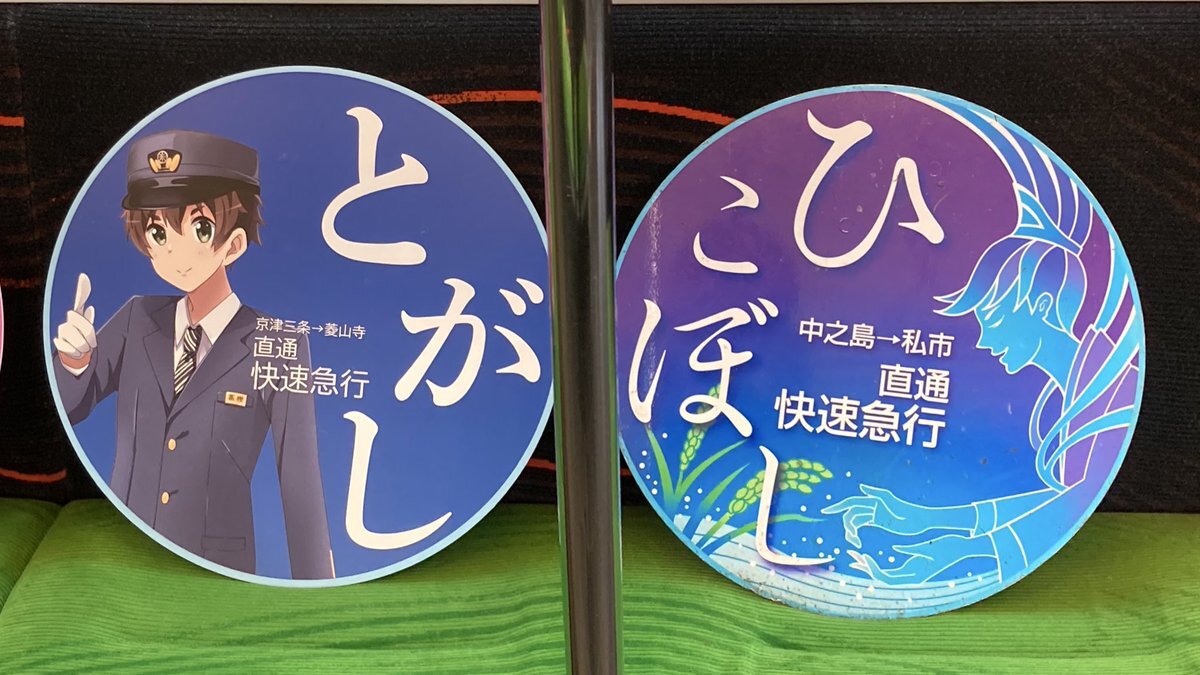 とがし
京津三条→菱山寺
直通
快速急行
ひこぼし
中之島→私市
直通
快速急行